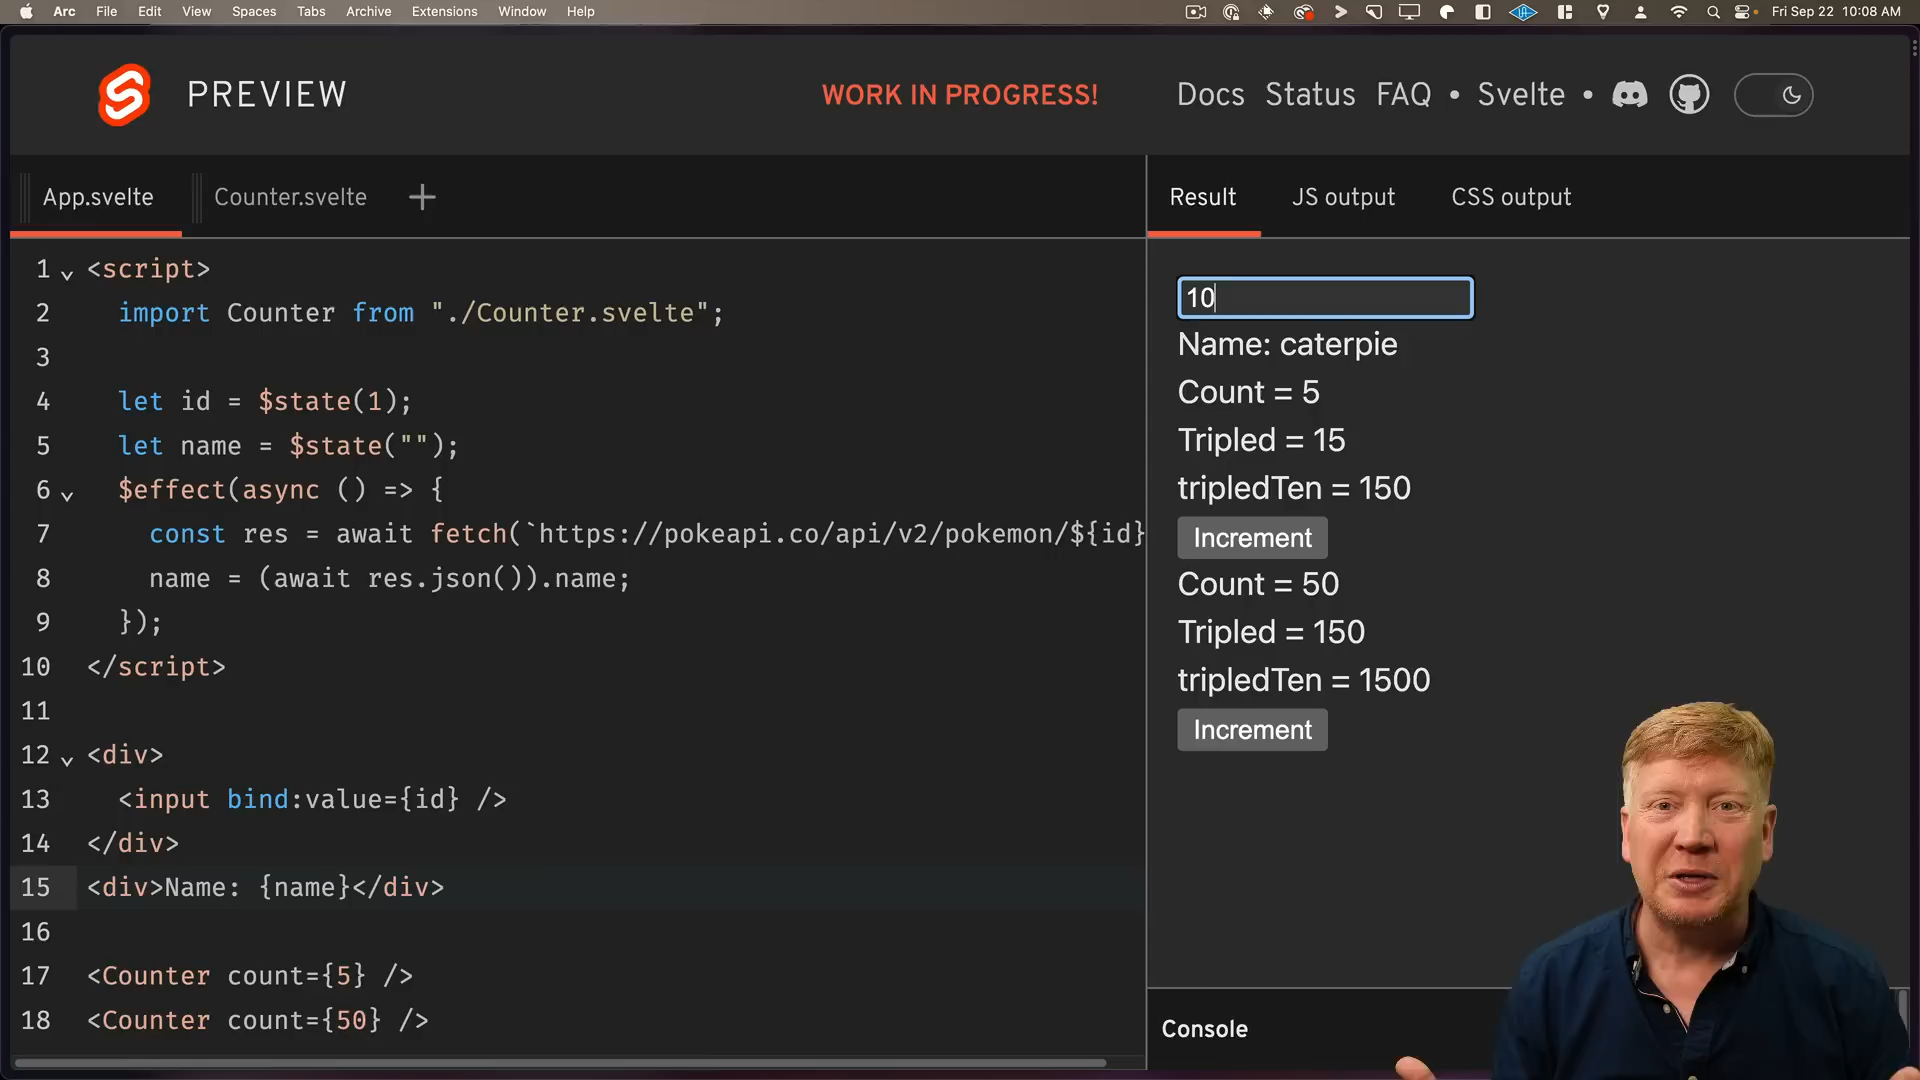 Arc File Edit View Spaces Tabs Archive Extensions Window Help Fri Sep 22 10:08 AM
PREVIEW WORK IN PROGRESS! Docs Status FAQ • Svelte •
App.svelte Counter.svelte + Result JS output CSS output
1 <script>
2 import Counter from "./Counter.svelte";
3
4 let id = $state(1);
5 let name = $state("");
6 $effect(async () => {
7 const res = await fetch(`https://pokeapi.co/api/v2/pokemon/${id}
8 name = (await res.json()).name;
9 });
10 </script>
11
12 <div>
13 <input bind:value={id} />
14 </div>
15 <div>Name: {name}</div>
16
17 <Counter count={5} />
18 <Counter count={50} />
10
Name: caterpie
Count = 5
Tripled = 15
tripledTen = 150
Increment
Count = 50
Tripled = 150
tripledTen = 1500
Increment
Console